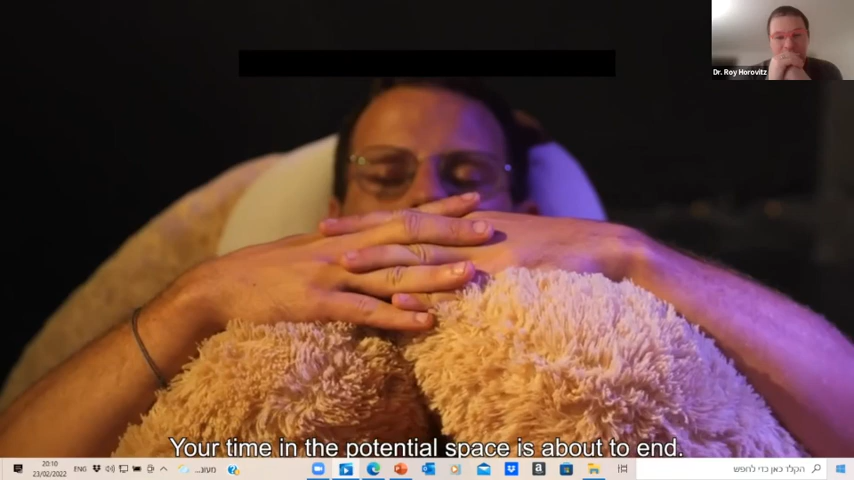 Dr. Roy Horovitz
Your time in the potential space is about to end.
20:10
23/02/2022
ENG
מעונ...
הקלד כאן כדי לחפש